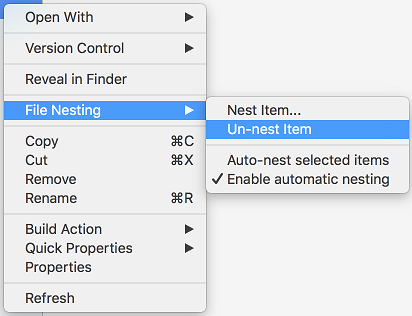 Open With
Version Control
Reveal in Finder
File Nesting
Nest Item...
Un-nest Item
Auto-nest selected items
✓ Enable automatic nesting
Copy ⌘C
Cut ⌘X
Remove
Rename ⌘R
Build Action
Quick Properties
Properties
Refresh